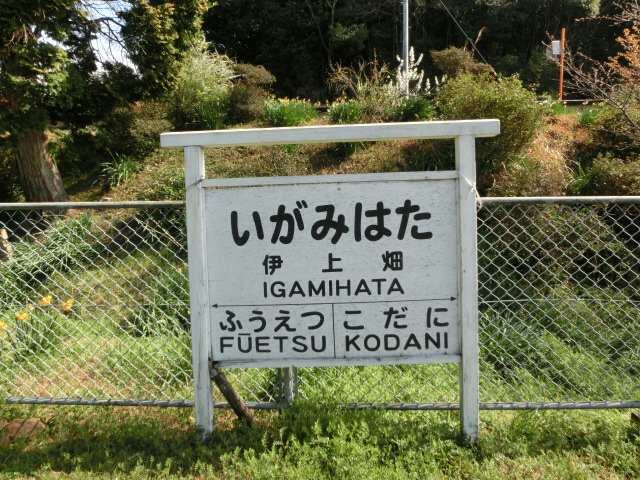 いがみはた
伊上畑
IGAMIHATA
ふうえつ こだに
FŪETSU KODANI